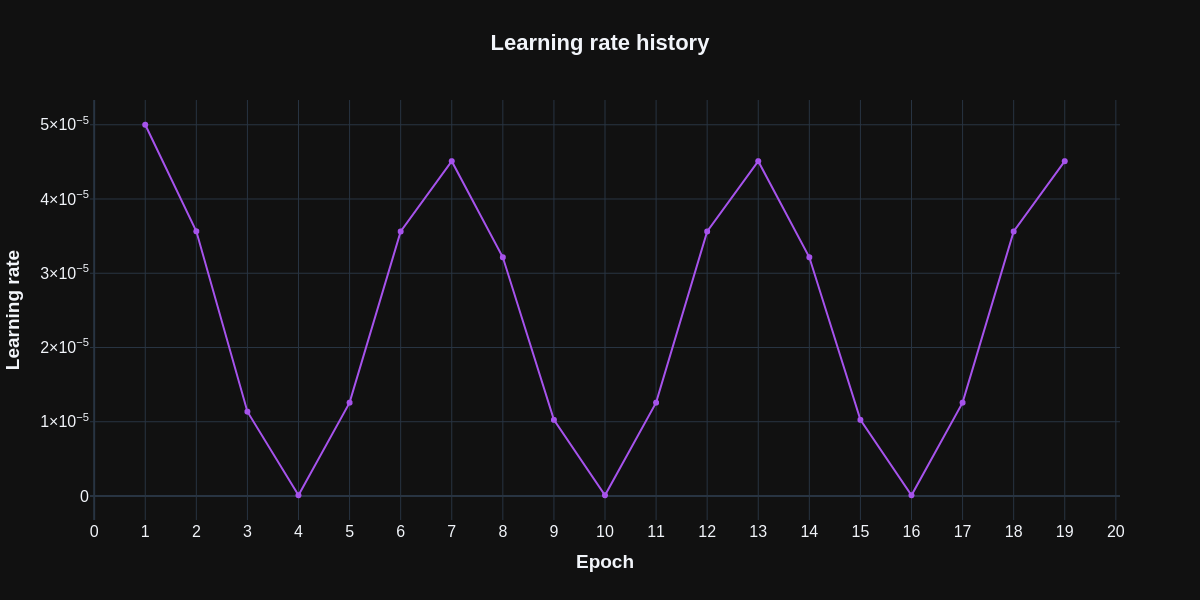 Learning rate history
5×10⁻⁵
4×10⁻⁵
3×10⁻⁵
2×10⁻⁵
1×10⁻⁵
0
Learning rate
0 1 2 3 4 5 6 7 8 9 10 11 12 13 14 15 16 17 18 19 20
Epoch